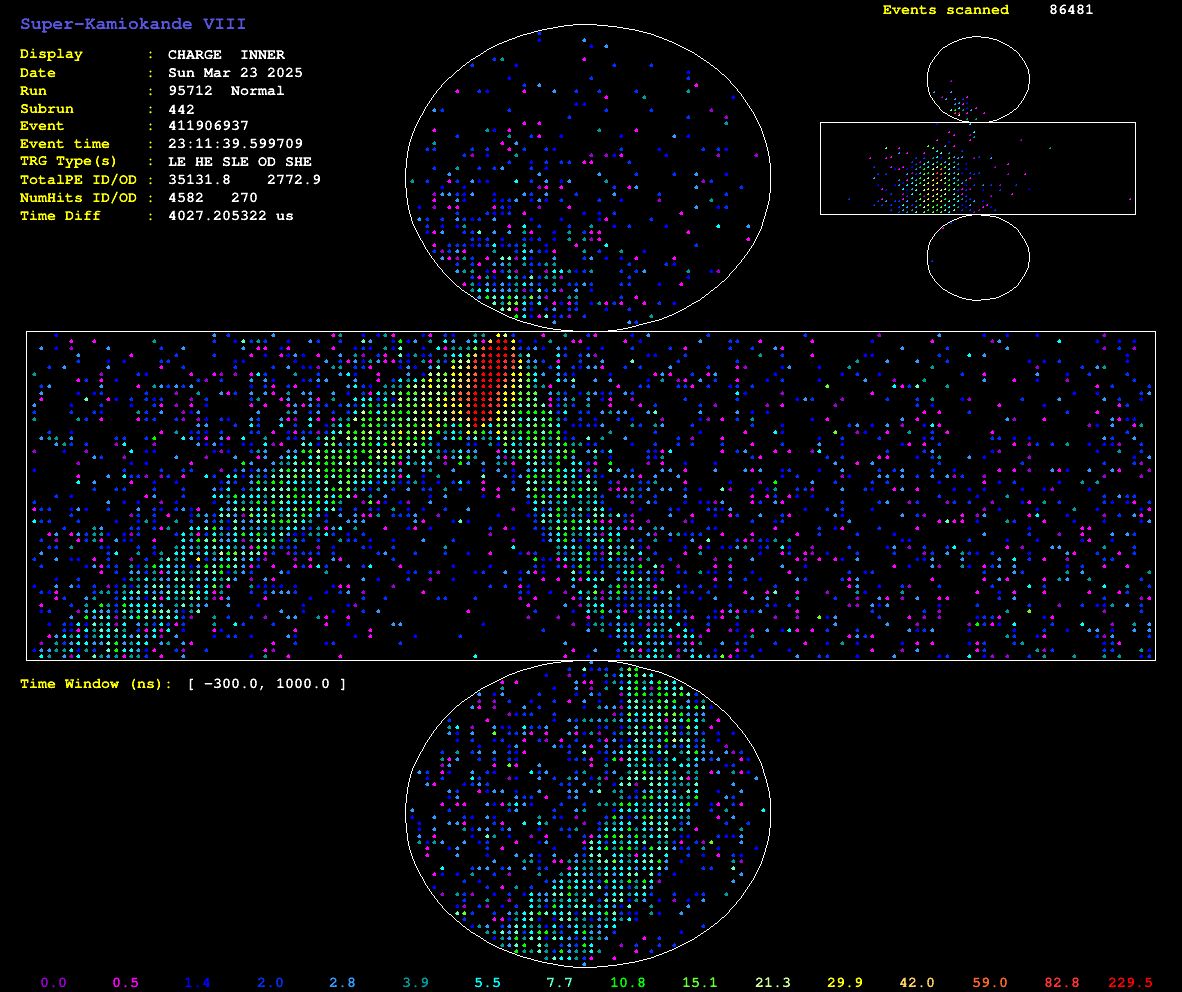 Super-Kamiokande VIII
Events scanned 86481
Display : CHARGE INNER
Date : Sun Mar 23 2025
Run : 95712 Normal
Subrun : 442
Event : 411906937
Event time : 23:11:39.599709
TRG Type(s) : LE HE SLE OD SHE
TotalPE ID/OD : 35131.8 2772.9
NumHits ID/OD : 4582 270
Time Diff : 4027.205322 us
Time Window (ns): [ -300.0, 1000.0 ]
0.0 0.5 1.4 2.0 2.8 3.9 5.5 7.7 10.8 15.1 21.3 29.9 42.0 59.0 82.8 229.5